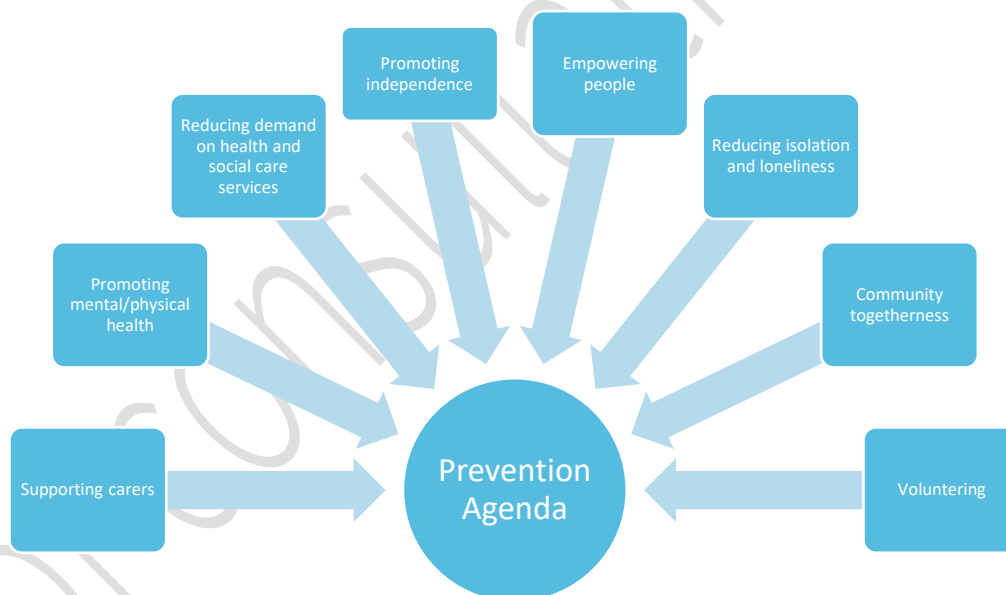 Supporting carers
Promoting
mental/physical
health
Reducing demand
on health and
social care
services
Promoting
independence
Empowering
people
Reducing isolation
and loneliness
Community
togetherness
Voluntering
Prevention
Agenda